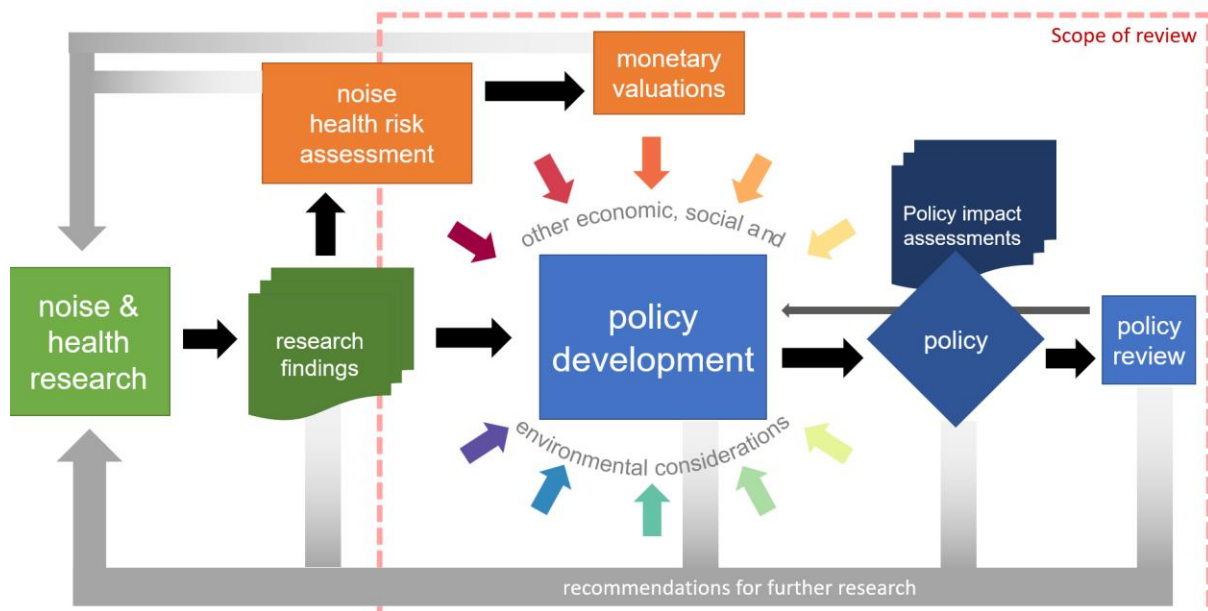 Scope of review
monetary
valuations
noise
health risk
assessment
other economic, social and
Policy impact
assessments
noise &
health
research
research
findings
policy
development
policy
policy
review
environmental considerations
recommendations for further research